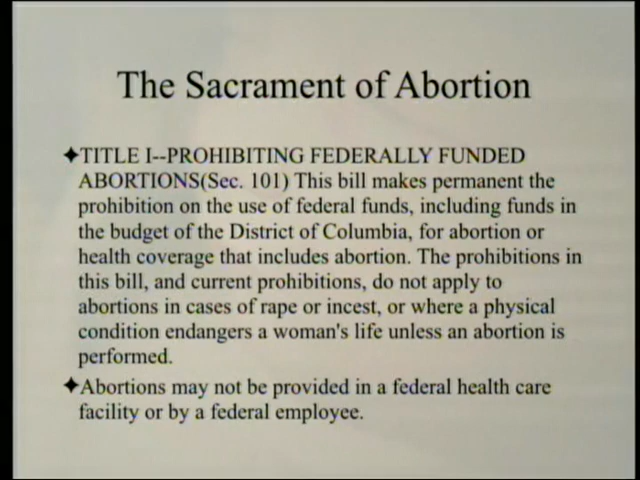 The Sacrament of Abortion
✦TITLE I--PROHIBITING FEDERALLY FUNDED
ABORTIONS(Sec. 101) This bill makes permanent the
prohibition on the use of federal funds, including funds in
the budget of the District of Columbia, for abortion or
health coverage that includes abortion. The prohibitions in
this bill, and current prohibitions, do not apply to
abortions in cases of rape or incest, or where a physical
condition endangers a woman's life unless an abortion is
performed.
✦Abortions may not be provided in a federal health care
facility or by a federal employee.